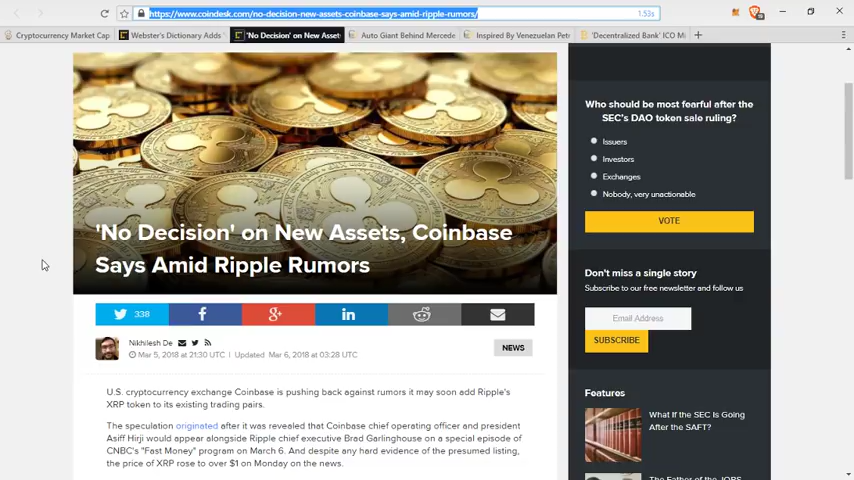 https://www.coindesk.com/no-decision-new-assets-coinbase-says-amid-ripple-rumors/
1.53s
Cryptocurrency Market Cap
Webster's Dictionary Adds
'No Decision' on New Asset
Auto Giant Behind Mercede
Inspired By Venezuelan Pet
'Decentralized Bank' ICO M
'No Decision' on New Assets, Coinbase
Says Amid Ripple Rumors
338
Nikhilesh De
Mar 5, 2018 at 21:30 UTC | Updated Mar 6, 2018 at 03:28 UTC
NEWS
U.S. cryptocurrency exchange Coinbase is pushing back against rumors it may soon add Ripple's
XRP token to its existing trading pairs.
The speculation originated after it was revealed that Coinbase chief operating officer and president
Asiff Hirji would appear alongside Ripple chief executive Brad Garlinghouse on a special episode of
CNBC's "Fast Money" program on March 6. And despite any hard evidence of the presumed listing,
the price of XRP rose to over $1 on Monday on the news.
Who should be most fearful after the
SEC's DAO token sale ruling?
Issuers
Investors
Exchanges
Nobody, very unactionable
VOTE
Don't miss a single story
Subscribe to our free newsletter and follow us
Email Address
SUBSCRIBE
Features
What If the SEC Is Going
After the SAFT?
The Father of the JOBS